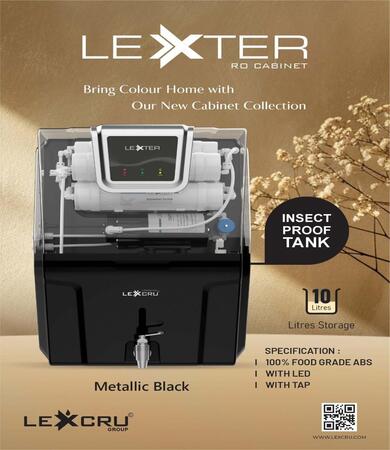 LEXTER
RO CABINET
Bring Colour Home with
Our New Cabinet Collection
LEXTER
INSECT
PROOF
TANK
LEXCRU
10
Litres
Litres Storage
SPECIFICATION :
I 100% FOOD GRADE ABS
I WITH LED
I WITH TAP
Metallic Black
LEXCRU©
GROUP
WWW.LEXCRU.COM